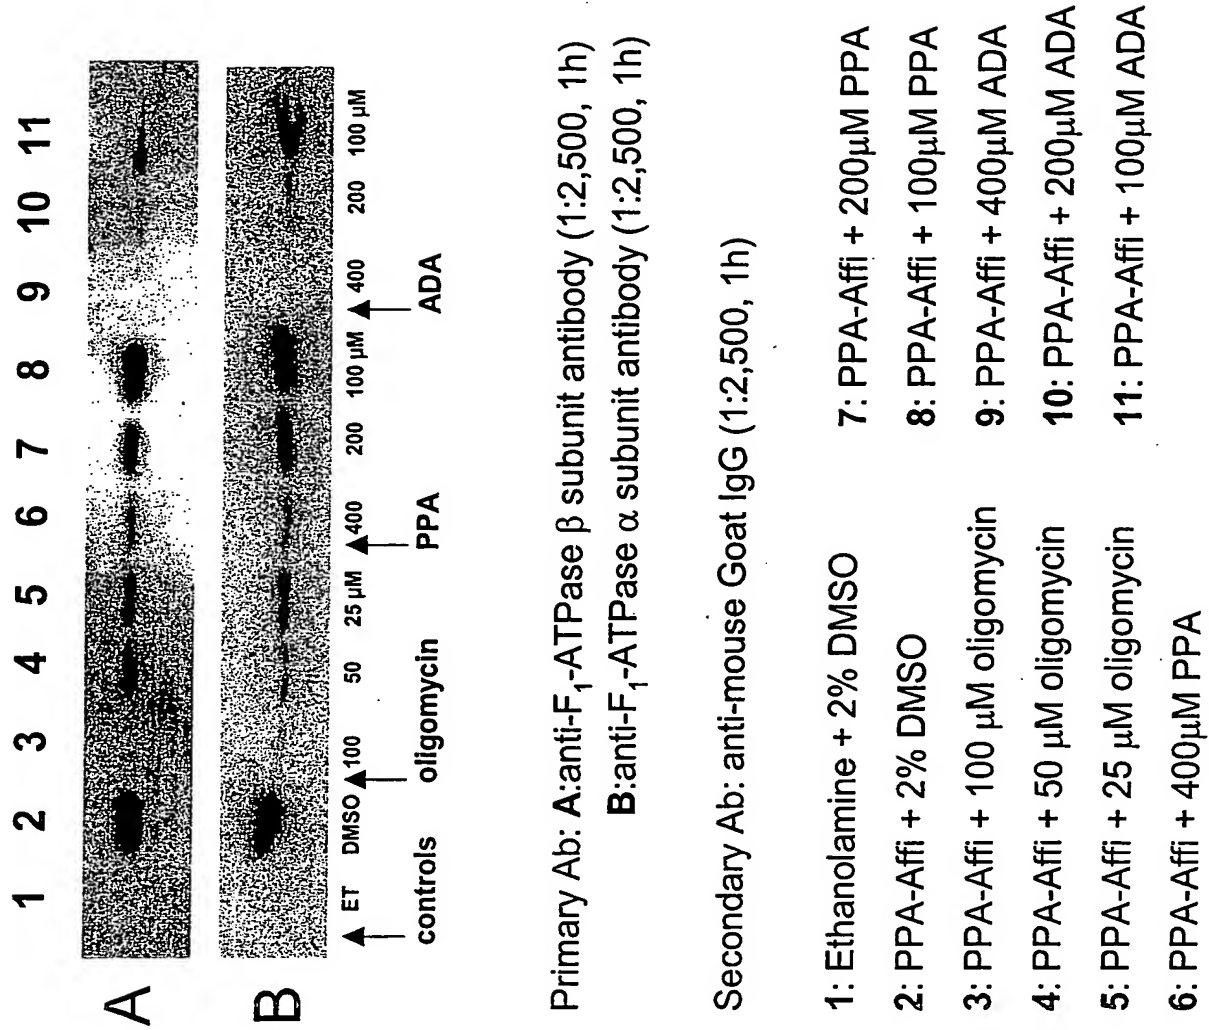 1 2 3 4 5 6 7 8 9 10 11
A
B
ET DMSO 100 50 25 µM 400 200 100 µM 400 200 100 µM
controls oligomycin PPA ADA
Primary Ab: A:anti-F1-ATPase β subunit antibody (1:2,500, 1h)
B:anti-F1-ATPase α subunit antibody (1:2,500, 1h)
Secondary Ab: anti-mouse Goat IgG (1:2,500, 1h)
1: Ethanolamine + 2% DMSO
2: PPA-Affi + 2% DMSO
3: PPA-Affi + 100 µM oligomycin
4: PPA-Affi + 50 µM oligomycin
5: PPA-Affi + 25 µM oligomycin
6: PPA-Affi + 400µM PPA
7: PPA-Affi + 200µM PPA
8: PPA-Affi + 100µM PPA
9: PPA-Affi + 400µM ADA
10: PPA-Affi + 200µM ADA
11: PPA-Affi + 100µM ADA